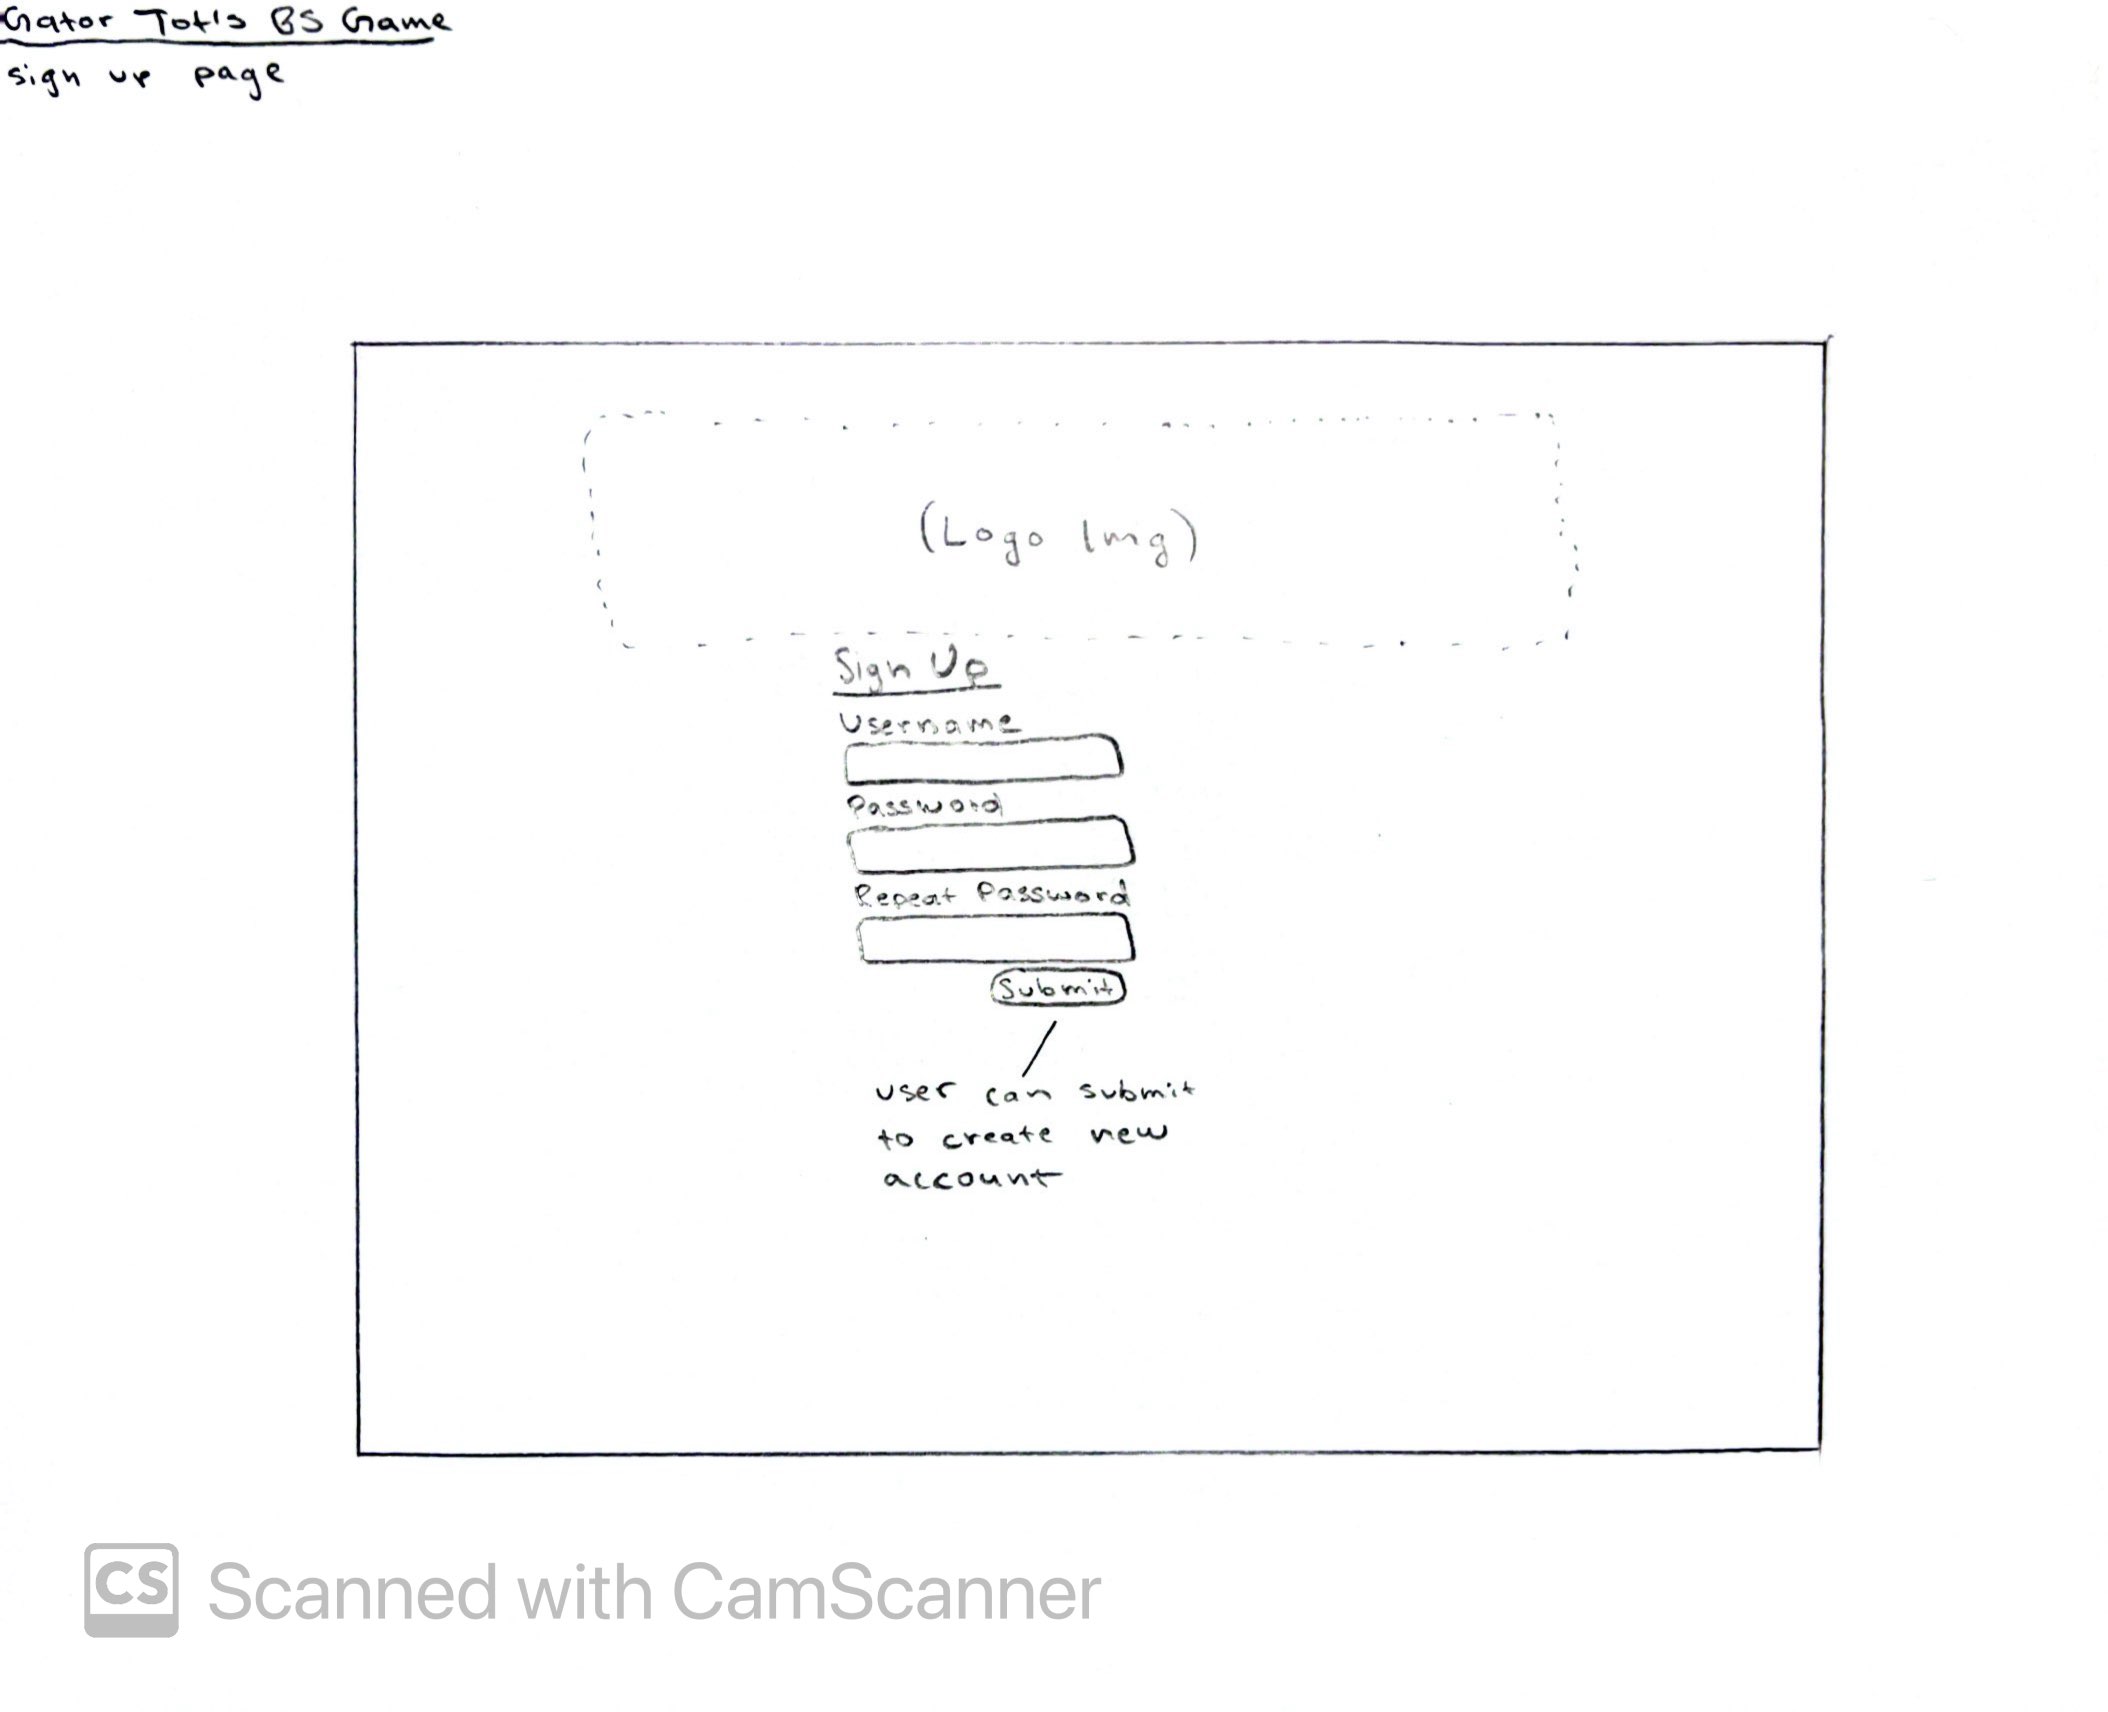 Gator Tot's BS Game
sign up page
(Logo Img)
Sign Up
Username
Password
Repeat Password
Submit
user can submit
to create new
account
CS Scanned with CamScanner